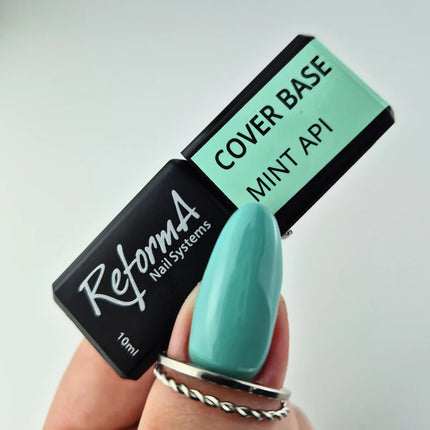 COVER BASE
MINT API
ReformA
Nail Systems
10ml